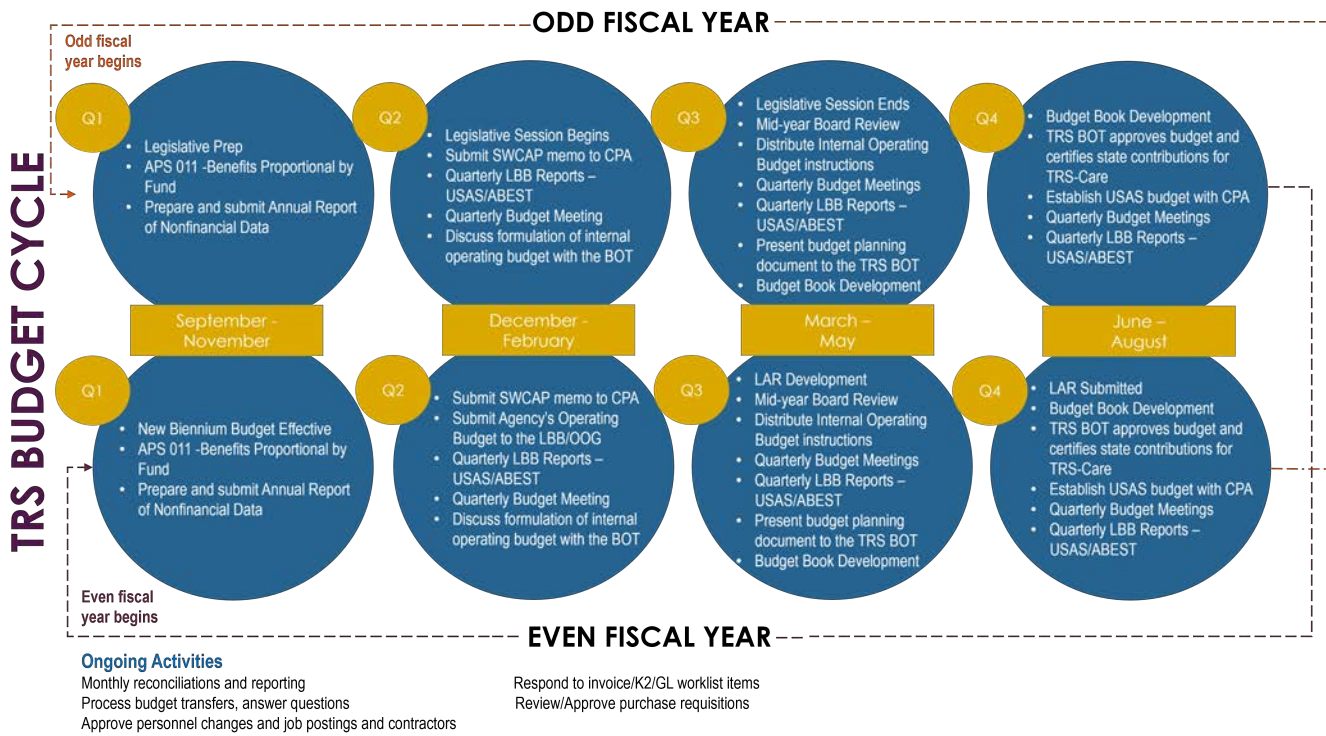 TRS BUDGET CYCLE
ODD FISCAL YEAR
Odd fiscal
year begins
Q1
• Legislative Prep
• APS 011 -Benefits Proportional by
Fund
• Prepare and submit Annual Report
of Nonfinancial Data
Q2
• Legislative Session Begins
• Submit SWCAP memo to CPA
• Quarterly LBB Reports –
USAS/ABEST
• Quarterly Budget Meeting
• Discuss formulation of internal
operating budget with the BOT
Q3
• Legislative Session Ends
• Mid-year Board Review
• Distribute Internal Operating
Budget instructions
• Quarterly Budget Meetings
• Quarterly LBB Reports –
USAS/ABEST
• Present budget planning
document to the TRS BOT
• Budget Book Development
Q4
• Budget Book Development
• TRS BOT approves budget and
certifies state contributions for
TRS-Care
• Establish USAS budget with CPA
• Quarterly Budget Meetings
• Quarterly LBB Reports –
USAS/ABEST
September -
November
December -
February
March –
May
June –
August
Q1
• New Biennium Budget Effective
• APS 011 -Benefits Proportional by
Fund
• Prepare and submit Annual Report
of Nonfinancial Data
Q2
• Submit SWCAP memo to CPA
• Submit Agency's Operating
Budget to the LBB/OOG
• Quarterly LBB Reports –
USAS/ABEST
• Quarterly Budget Meeting
• Discuss formulation of internal
operating budget with the BOT
Q3
• LAR Development
• Mid-year Board Review
• Distribute Internal Operating
Budget instructions
• Quarterly Budget Meetings
• Quarterly LBB Reports –
USAS/ABEST
• Present budget planning
document to the TRS BOT
• Budget Book Development
Q4
• LAR Submitted
• Budget Book Development
• TRS BOT approves budget and
certifies state contributions for
TRS-Care
• Establish USAS budget with CPA
• Quarterly Budget Meetings
• Quarterly LBB Reports –
USAS/ABEST
Even fiscal
year begins
EVEN FISCAL YEAR
Ongoing Activities
Monthly reconciliations and reporting
Process budget transfers, answer questions
Approve personnel changes and job postings and contractors
Respond to invoice/K2/GL worklist items
Review/Approve purchase requisitions